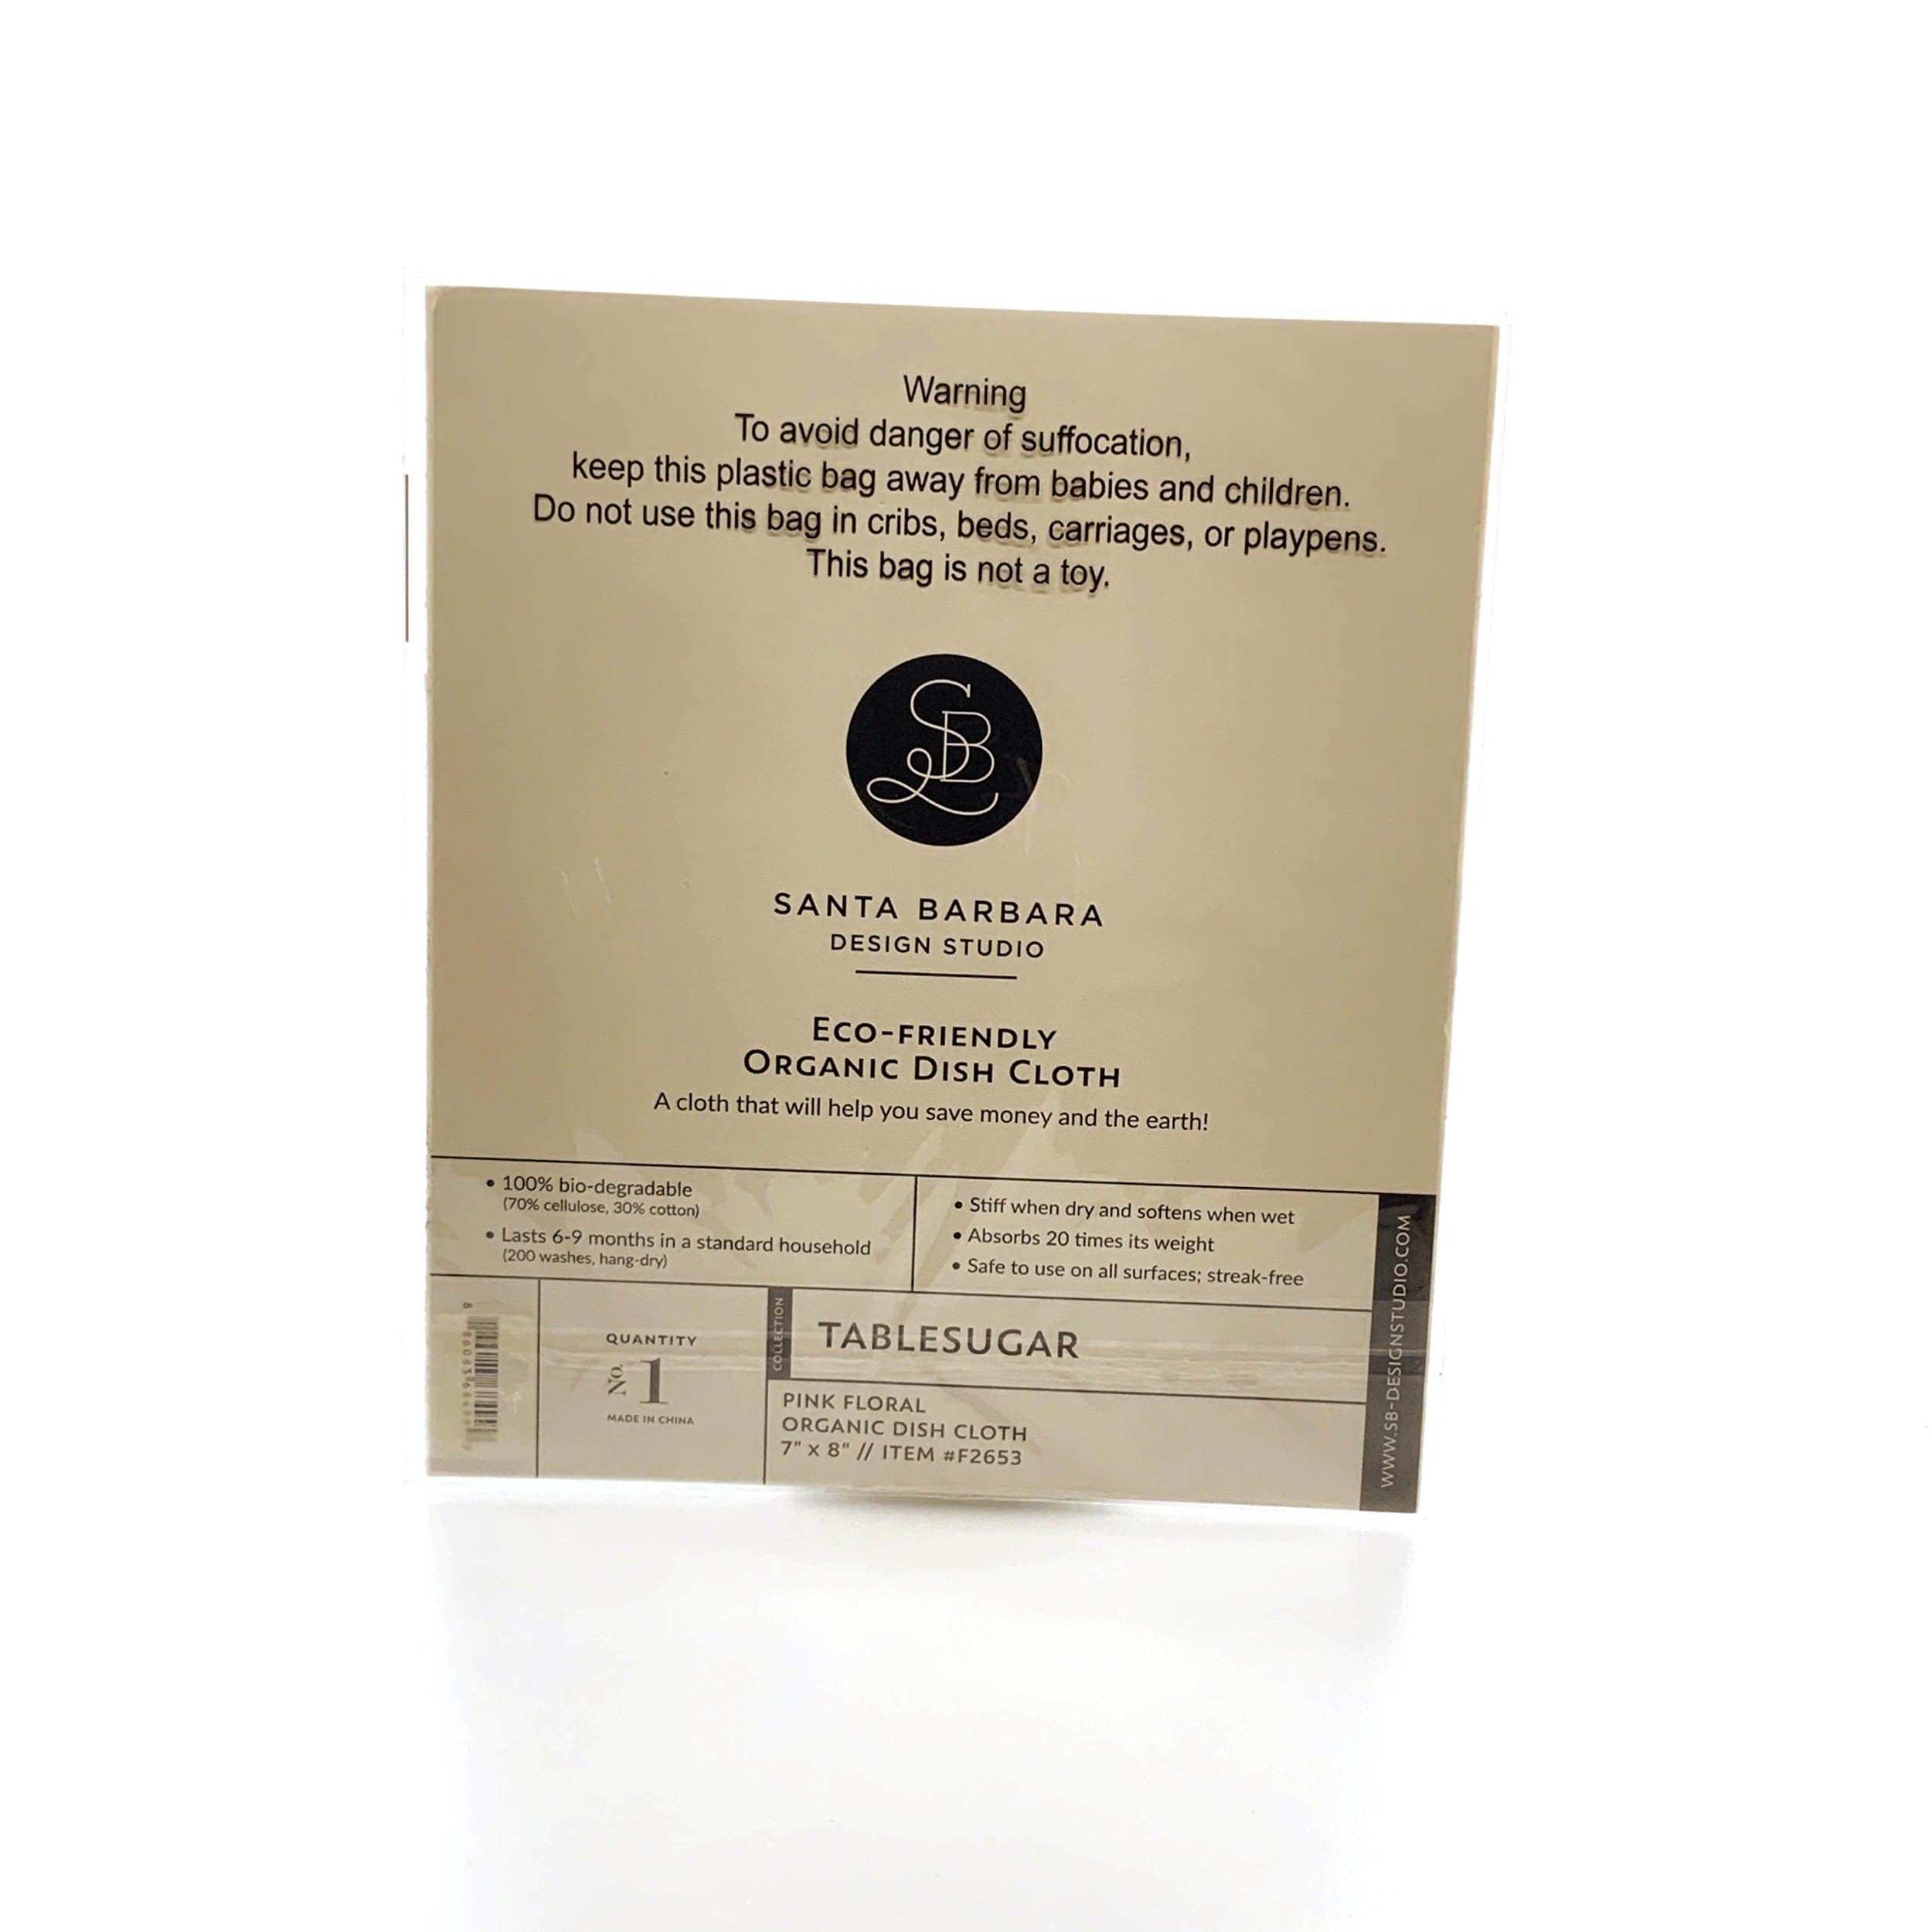 Warning
To avoid danger of suffocation,
keep this plastic bag away from babies and children.
Do not use this bag in cribs, beds, carriages, or playpens.
This bag is not a toy.
SB
SANTA BARBARA
DESIGN STUDIO
ECO-FRIENDLY
ORGANIC DISH CLOTH
A cloth that will help you save money and the earth!
• 100% bio-degradable
(70% cellulose, 30% cotton)
• Lasts 6-9 months in a standard household
(200 washes, hang-dry)
• Stiff when dry and softens when wet
• Absorbs 20 times its weight
• Safe to use on all surfaces; streak-free
WWW.SB-DESIGNSTUDIO.COM
QUANTITY
No. 1
MADE IN CHINA
COLLECTION
TABLESUGAR
PINK FLORAL
ORGANIC DISH CLOTH
7" x 8" // ITEM #F2653